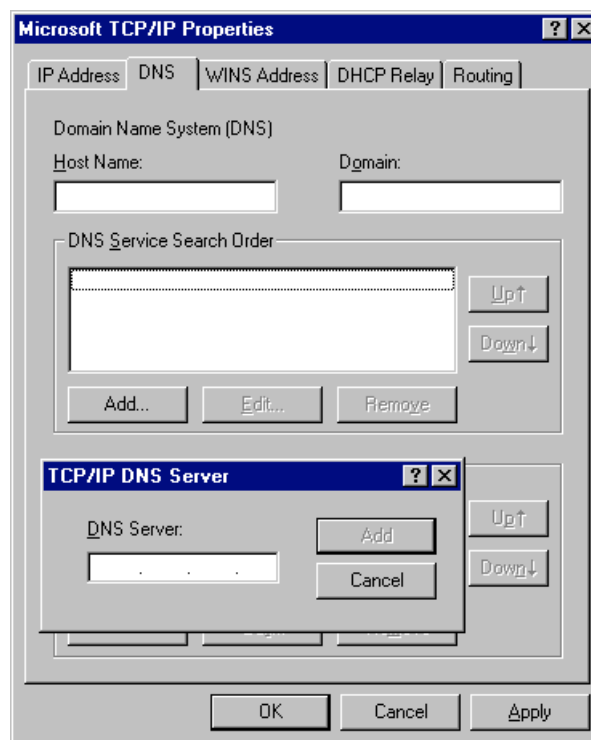 Microsoft TCP/IP Properties
IP Address DNS WINS Address DHCP Relay Routing
Domain Name System (DNS)
Host Name: Domain:
DNS Service Search Order
Up↑
Down↓
Add... Edit... Remove
TCP/IP DNS Server
DNS Server:
Add
. . .
Cancel
Up↑
Down↓
OK Cancel Apply